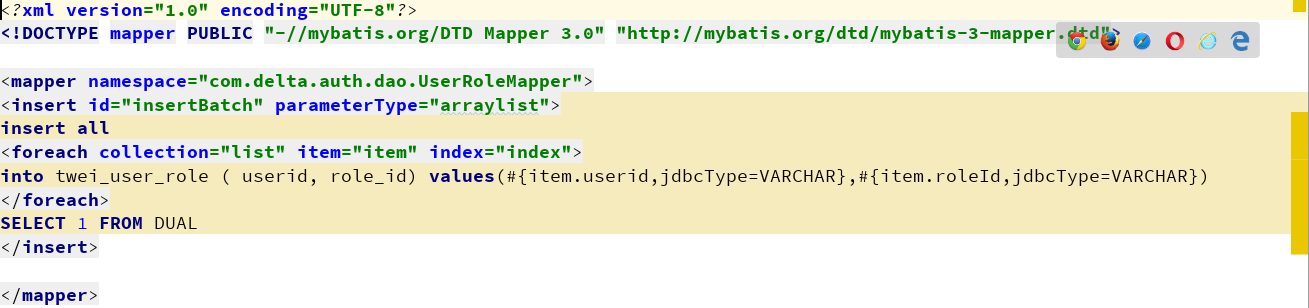 <?xml version="1.0" encoding="UTF-8"?>
<!DOCTYPE mapper PUBLIC "-//mybatis.org/DTD Mapper 3.0" "http://mybatis.org/dtd/mybatis-3-mapper.dtd">
<mapper namespace="com.delta.auth.dao.UserRoleMapper">
<insert id="insertBatch" parameterType="arraylist">
insert all
<foreach collection="list" item="item" index="index">
into twei_user_role ( userid, role_id) values(#{item.userid,jdbcType=VARCHAR},#{item.roleId,jdbcType=VARCHAR})
</foreach>
SELECT 1 FROM DUAL
</insert>
</mapper>